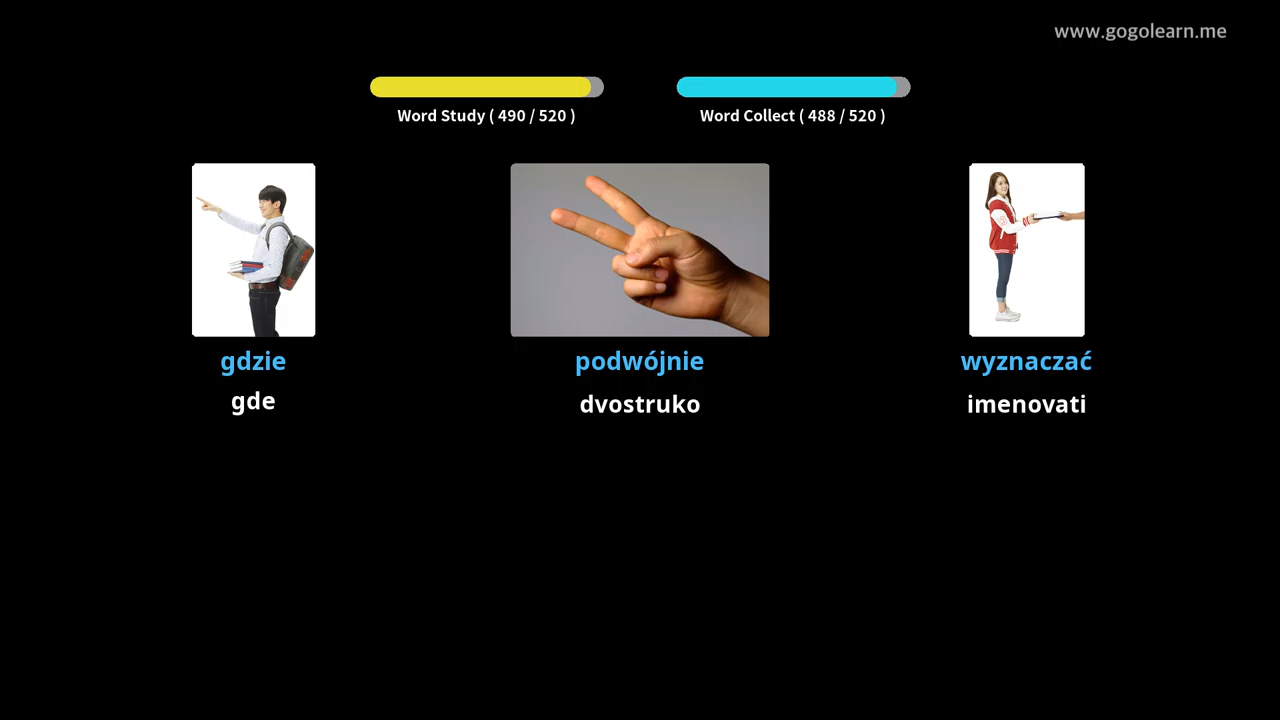 www.gogolearn.me
Word Study ( 490 / 520 )
Word Collect ( 488 / 520 )
gdzie
gde
podwójnie
dvostruko
wyznaczać
imenovati